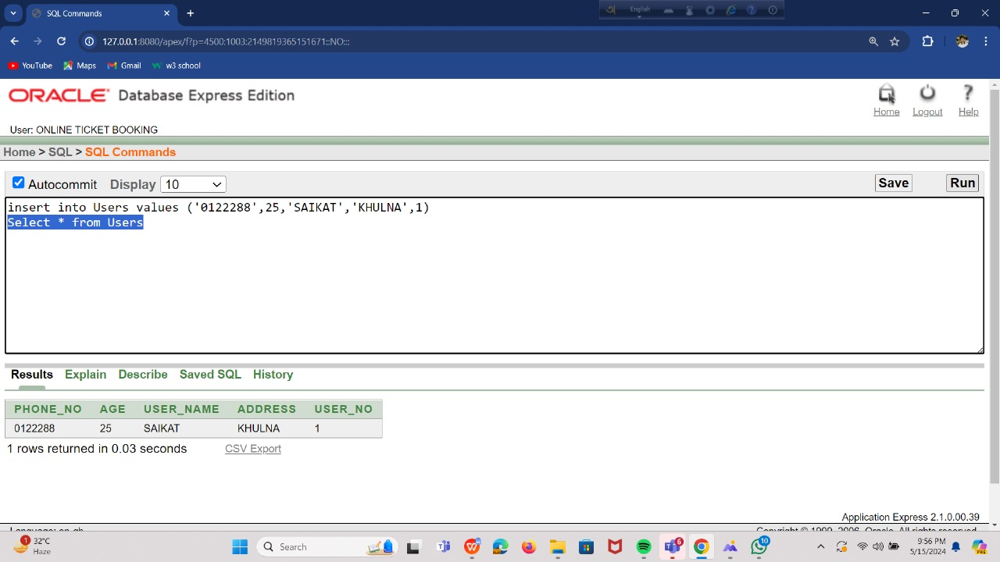 SQL Commands
English
127.0.0.1:8080/apex/f?p=4500:1003:2149819365151671::NO:::
YouTube Maps Gmail w3 school
ORACLE Database Express Edition
Home Logout Help
User: ONLINE TICKET BOOKING
Home > SQL > SQL Commands
Autocommit Display 10 Save Run
insert into Users values ('0122288',25,'SAIKAT','KHULNA',1)
Select * from Users
Results Explain Describe Saved SQL History
PHONE_NO AGE USER_NAME ADDRESS USER_NO
0122288 25 SAIKAT KHULNA 1
1 rows returned in 0.03 seconds CSV Export
Application Express 2.1.0.00.39
Language: en-gb Copyright © 1999, 2006, Oracle. All rights reserved.
1 32°C
Haze
Search
6
10
9:56 PM
5/15/2024
PRE